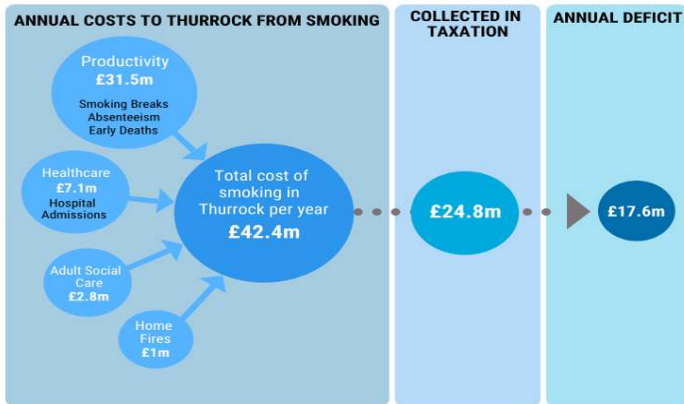 ANNUAL COSTS TO THURROCK FROM SMOKING
Productivity
£31.5m
Smoking Breaks
Absenteeism
Early Deaths
Healthcare
£7.1m
Hospital
Admissions
Adult Social
Care
£2.8m
Home
Fires
£1m
Total cost of
smoking in
Thurrock per year
£42.4m
COLLECTED IN
TAXATION
£24.8m
ANNUAL DEFICIT
£17.6m